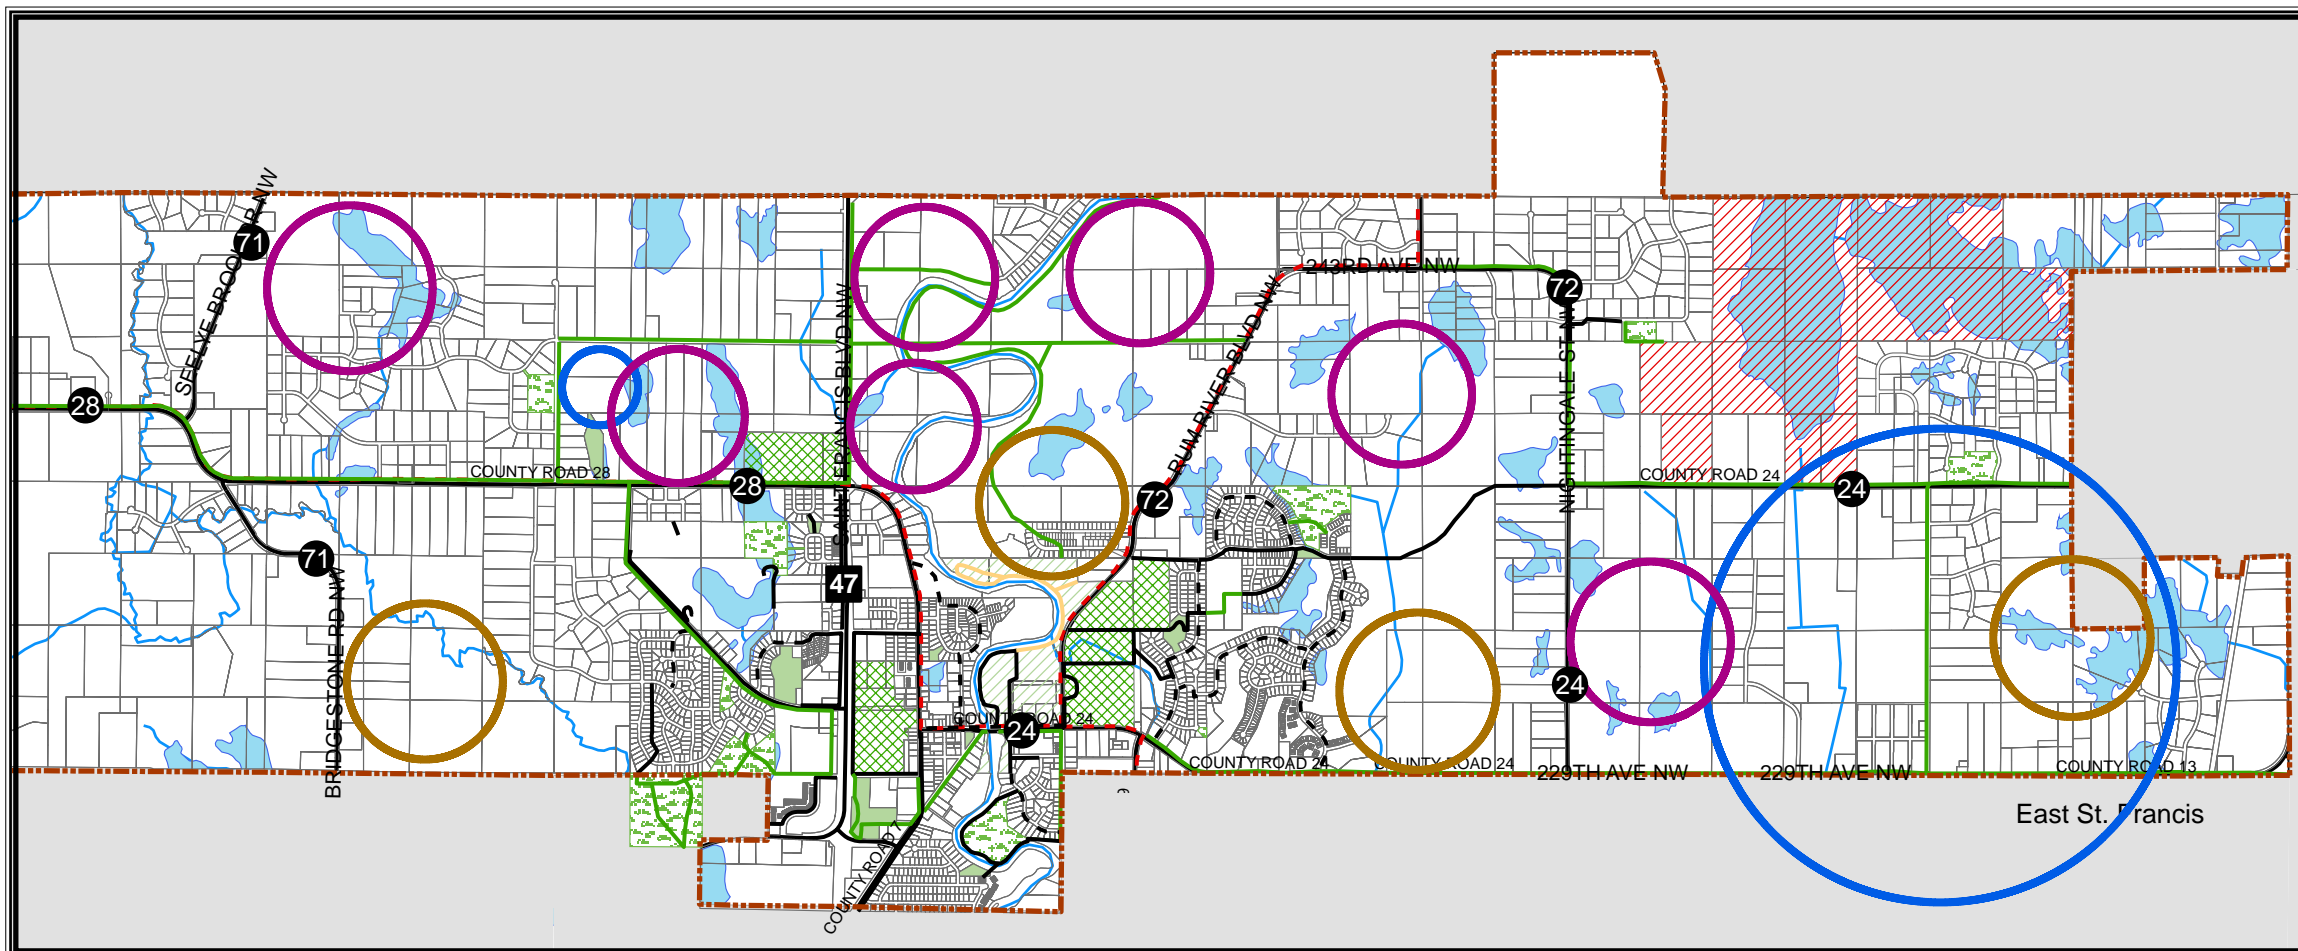 71
SEELYE BROOK DR NW
28
COUNTY ROAD 28
71
BRIDGESTONE RD NW
28
SAINT FRANCIS BLVD NW
47
243RD AVE NW
RUM RIVER BLVD NW
72
72
NIGHTINGALE ST NW
COUNTY ROAD 24
24
24
COUNTY ROAD 24
24
COUNTY ROAD 24
COUNTY ROAD 24
229TH AVE NW
229TH AVE NW
COUNTY ROAD 13
East St. Francis
COUNTY ROAD 7